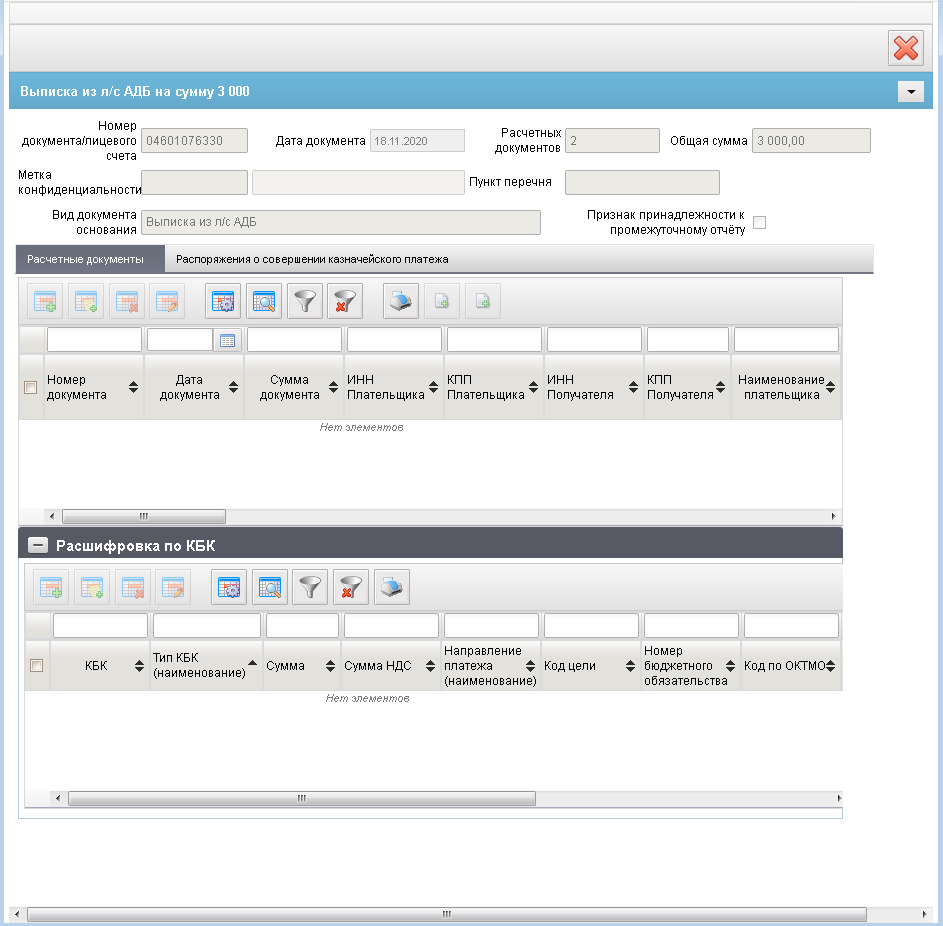 Выписка из л/с АДБ на сумму 3 000
Номер
документа/лицевого
счета
04601076330
Дата документа
18.11.2020
Расчетных
документов
2
Общая сумма
3 000,00
Метка
конфиденциальности
Пункт перечня
Вид документа
основания
Выписка из л/с АДБ
Признак принадлежности к
промежуточному отчёту
Расчетные документы
Распоряжения о совершении казначейского платежа
Номер
документа
Дата
документа
Сумма
документа
ИНН
Плательщика
КПП
Плательщика
ИНН
Получателя
КПП
Получателя
Наименование
плательщика
Нет элементов
Расшифровка по КБК
КБК
Тип КБК
(наименование)
Сумма
Сумма НДС
Направление
платежа
(наименование)
Код цели
Номер
бюджетного
обязательства
Код по ОКТМО
Нет элементов